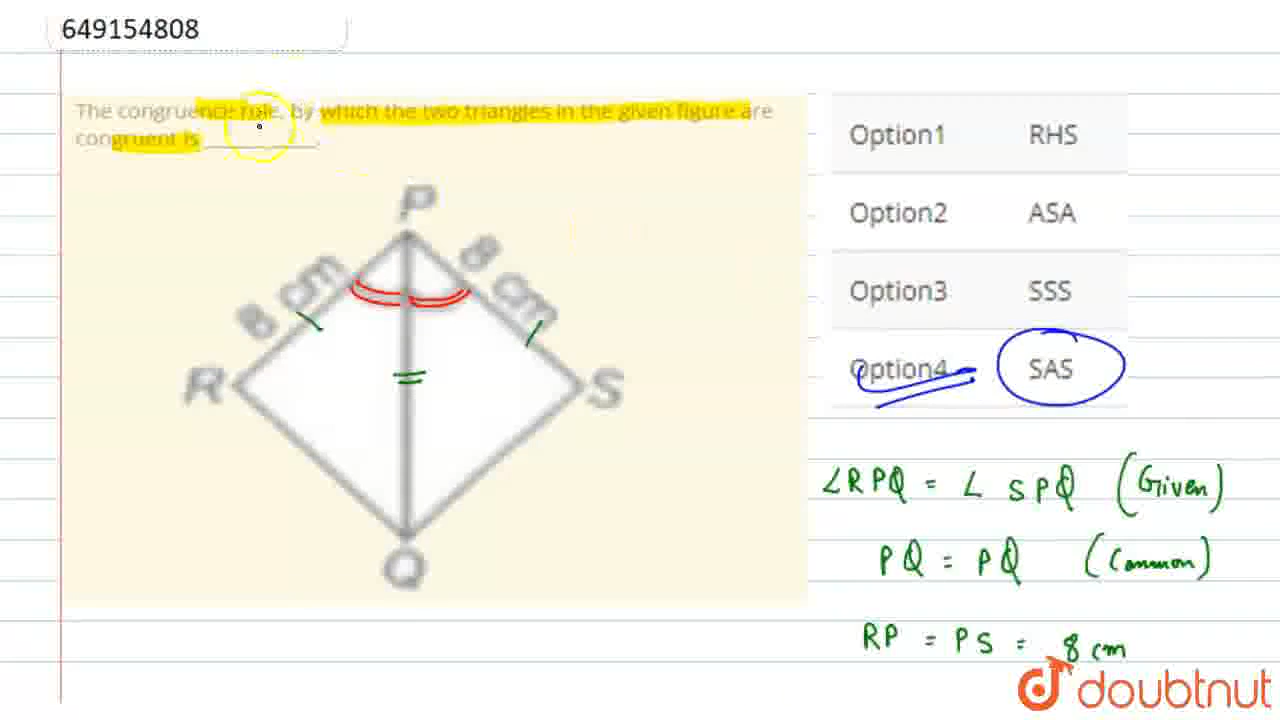 649154808
The congruence rule, by which the two triangles in the given figure are
congruent is ____________.
P
8 cm
8 cm
R
S
Q
Option1 RHS
Option2 ASA
Option3 SSS
Option4 SAS
∠RPQ = ∠ SPQ (Given)
PQ = PQ (Common)
RP = PS = 8 cm
doubtnut